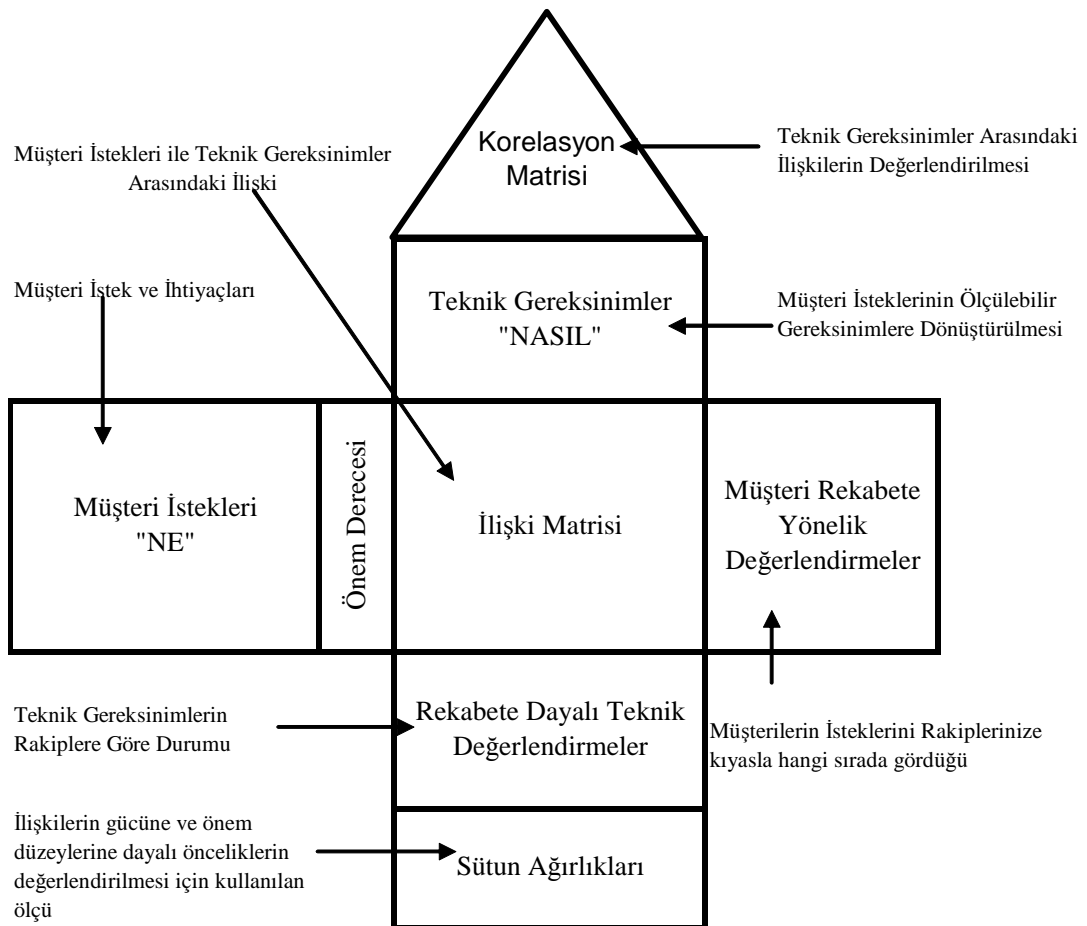 Korelasyon
Matrisi
Teknik Gereksinimler Arasındaki
İlişkilerin Değerlendirilmesi
Müşteri İstekleri ile Teknik Gereksinimler
Arasındaki İlişki
Müşteri İstek ve İhtiyaçları
Teknik Gereksinimler
"NASIL"
Müşteri İsteklerinin Ölçülebilir
Gereksinimlere Dönüştürülmesi
Müşteri İstekleri
"NE"
Önem Derecesi
İlişki Matrisi
Müşteri Rekabete
Yönelik
Değerlendirmeler
Teknik Gereksinimlerin
Rakiplere Göre Durumu
Rekabete Dayalı Teknik
Değerlendirmeler
Müşterilerin İsteklerini Rakiplerinize
kıyasla hangi sırada gördüğü
İlişkilerin gücüne ve önem
düzeylerine dayalı önceliklerin
değerlendirilmesi için kullanılan
ölçü
Sütun Ağırlıkları